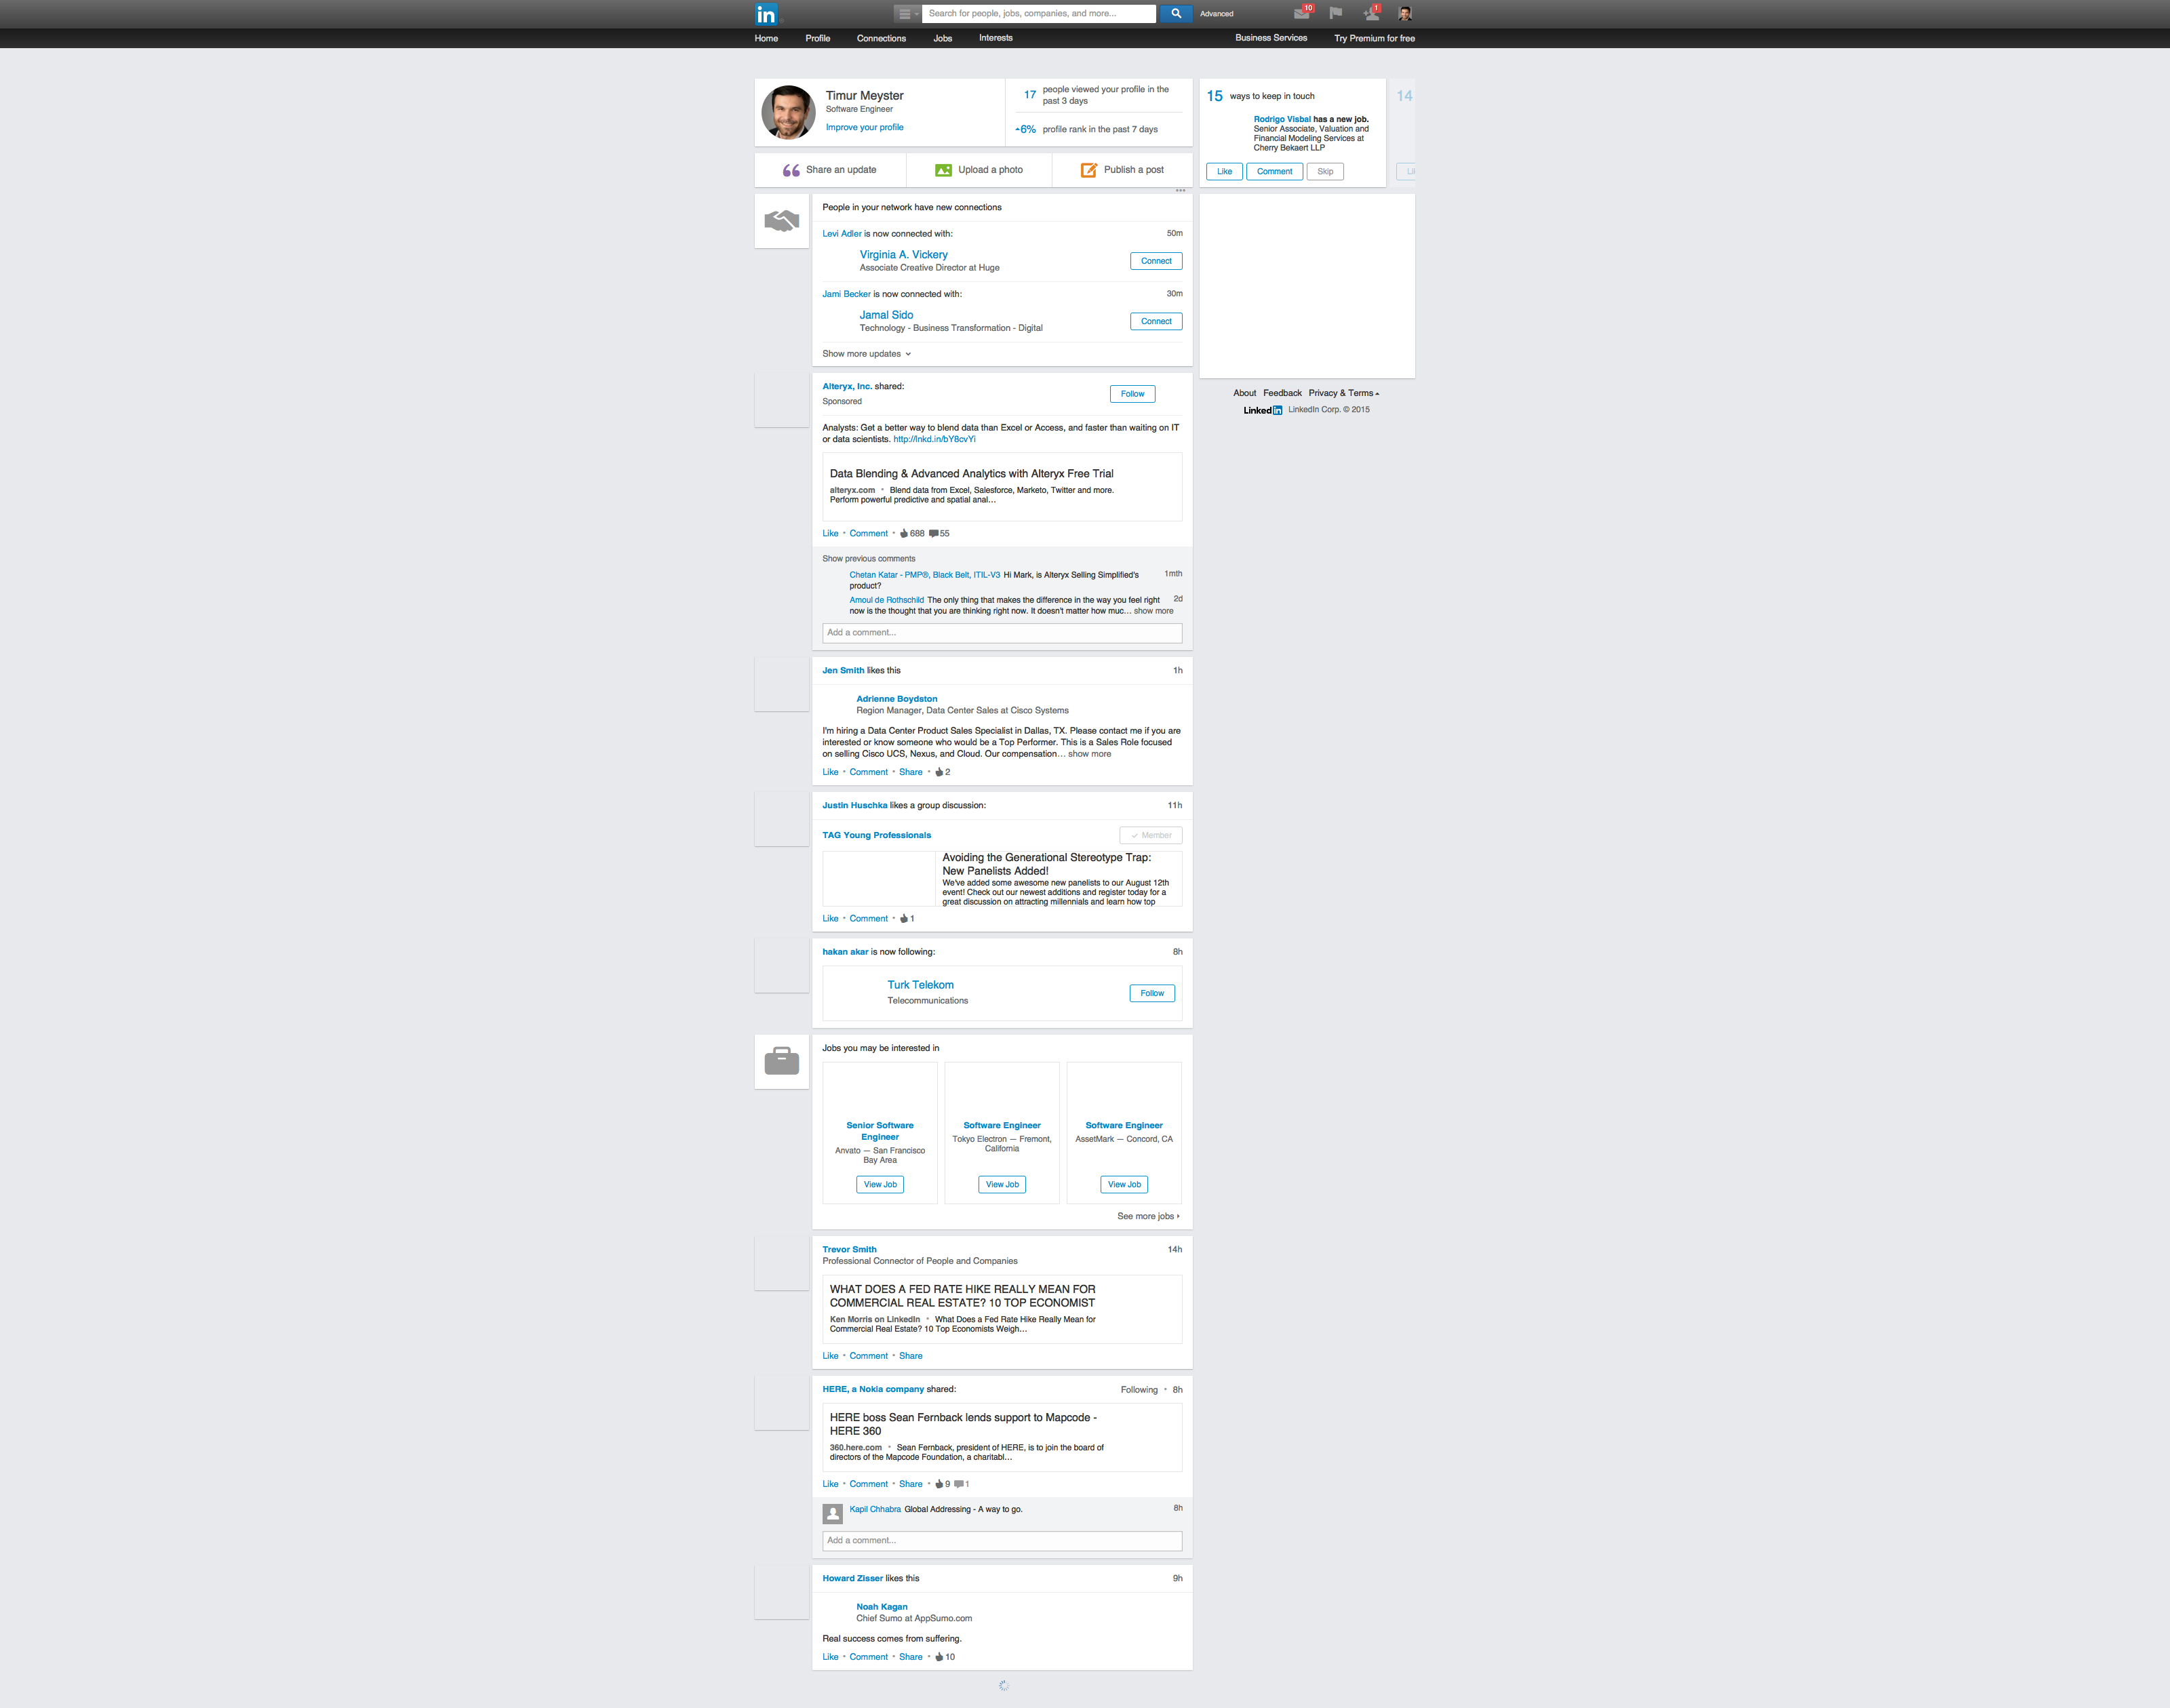 in
Search for people, jobs, companies, and more...
Advanced
10
1
Home
Profile
Connections
Jobs
Interests
Business Services
Try Premium for free
Timur Meyster
Software Engineer
Improve your profile
17
people viewed your profile in the
past 3 days
6%
profile rank in the past 7 days
15
ways to keep in touch
Rodrigo Visbal has a new job.
Senior Associate, Valuation and
Financial Modeling Services at
Cherry Bekaert LLP
Like
Comment
Skip
14
Share an update
Upload a photo
Publish a post
People in your network have new connections
Levi Adler is now connected with:
50m
Virginia A. Vickery
Associate Creative Director at Huge
Connect
Jami Becker is now connected with:
30m
Jamal Sido
Technology - Business Transformation - Digital
Connect
Show more updates
About Feedback Privacy & Terms
Linked in LinkedIn Corp. © 2015
Alteryx, Inc. shared:
Sponsored
Follow
Analysts: Get a better way to blend data than Excel or Access, and faster than waiting on IT
or data scientists. http://lnkd.in/bY8cvYi
Data Blending & Advanced Analytics with Alteryx Free Trial
alteryx.com • Blend data from Excel, Salesforce, Marketo, Twitter and more.
Perform powerful predictive and spatial anal...
Like • Comment • 688 55
Show previous comments
Chetan Katar - PMP®, Black Belt, ITIL-V3 Hi Mark, is Alteryx Selling Simplified's
product?
1mth
Amoul de Rothschild The only thing that makes the difference in the way you feel right
now is the thought that you are thinking right now. It doesn't matter how muc... show more
2d
Add a comment...
Jen Smith likes this
1h
Adrienne Boydston
Region Manager, Data Center Sales at Cisco Systems
I'm hiring a Data Center Product Sales Specialist in Dallas, TX. Please contact me if you are
interested or know someone who would be a Top Performer. This is a Sales Role focused
on selling Cisco UCS, Nexus, and Cloud. Our compensation... show more
Like • Comment • Share • 2
Justin Huschka likes a group discussion:
11h
TAG Young Professionals
Member
Avoiding the Generational Stereotype Trap:
New Panelists Added!
We've added some awesome new panelists to our August 12th
event! Check out our newest additions and register today for a
great discussion on attracting millennials and learn how top
Like • Comment • 1
hakan akar is now following:
8h
Turk Telekom
Telecommunications
Follow
Jobs you may be interested in
Senior Software
Engineer
Anvato — San Francisco
Bay Area
View Job
Software Engineer
Tokyo Electron — Fremont,
California
View Job
Software Engineer
AssetMark — Concord, CA
View Job
See more jobs
Trevor Smith
14h
Professional Connector of People and Companies
WHAT DOES A FED RATE HIKE REALLY MEAN FOR
COMMERCIAL REAL ESTATE? 10 TOP ECONOMIST
Ken Morris on LinkedIn • What Does a Fed Rate Hike Really Mean for
Commercial Real Estate? 10 Top Economists Weigh...
Like • Comment • Share
HERE, a Nokia company shared:
Following • 8h
HERE boss Sean Fernback lends support to Mapcode -
HERE 360
360.here.com • Sean Fernback, president of HERE, is to join the board of
directors of the Mapcode Foundation, a charitabl...
Like • Comment • Share • 9 1
Kapil Chhabra Global Addressing - A way to go.
8h
Add a comment...
Howard Zisser likes this
9h
Noah Kagan
Chief Sumo at AppSumo.com
Real success comes from suffering.
Like • Comment • Share • 10